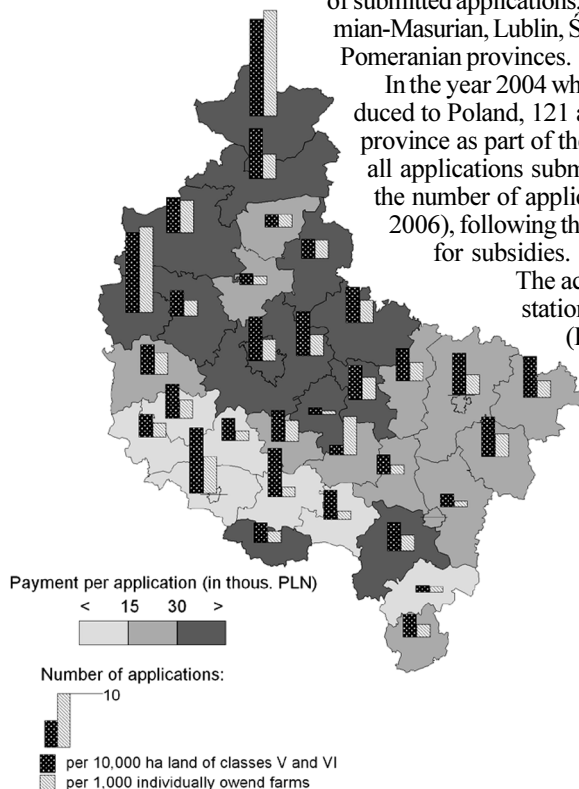 of submitted applications,
mian-Masurian, Lublin, Ś
Pomeranian provinces.
In the year 2004 wh
duced to Poland, 121 a
province as part of the
all applications subm
the number of applic
2006), following th
for subsidies.
The ac
station
(
Payment per application (in thous. PLN)
< 15 30 >
Number of applications:
10
per 10,000 ha land of classes V and VI
per 1,000 individually owend farms